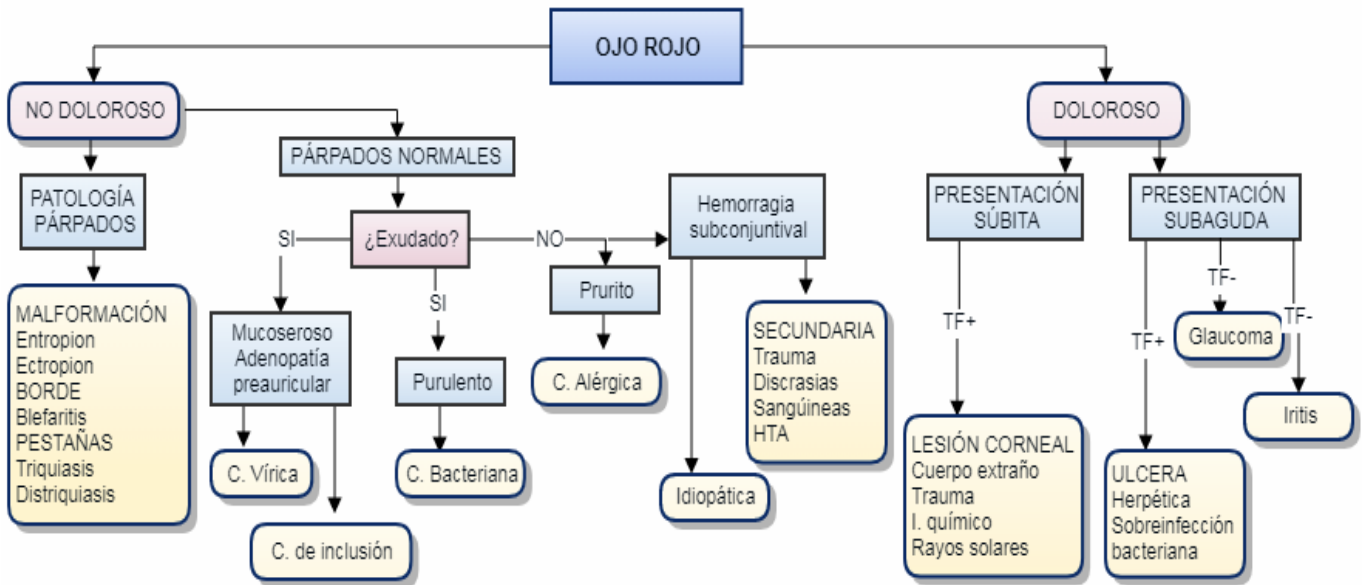 OJO ROJO
NO DOLOROSO
DOLOROSO
PÁRPADOS NORMALES
PATOLOGÍA
PÁRPADOS
Hemorragia
subconjuntival
PRESENTACIÓN
SÚBITA
PRESENTACIÓN
SUBAGUDA
SI
¿Exudado?
NO
SI
Prurito
MALFORMACIÓN
Entropion
Ectropion
BORDE
Blefaritis
PESTAÑAS
Triquiasis
Distriquiasis
Mucoseroso
Adenopatía
preauricular
Purulento
C. Alérgica
SECUNDARIA
Trauma
Discrasias
Sangúineas
HTA
TF+
TF+
TF-
TF-
Glaucoma
Iritis
C. Vírica
C. Bacteriana
Idiopática
C. de inclusión
LESIÓN CORNEAL
Cuerpo extraño
Trauma
I. químico
Rayos solares
ULCERA
Herpética
Sobreinfección
bacteriana